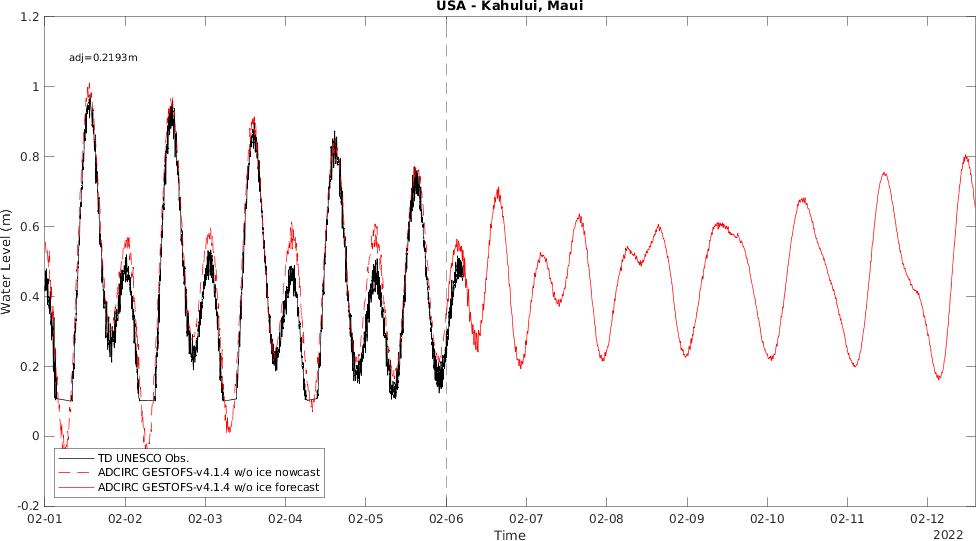 USA - Kahului, Maui
adj=0.2193m
Water Level (m)
1.2
1
0.8
0.6
0.4
0.2
0
-0.2
TD UNESCO Obs.
ADCIRC GESTOFS-v4.1.4 w/o ice nowcast
ADCIRC GESTOFS-v4.1.4 w/o ice forecast
02-01 02-02 02-03 02-04 02-05 02-06 02-07 02-08 02-09 02-10 02-11 02-12
Time
2022